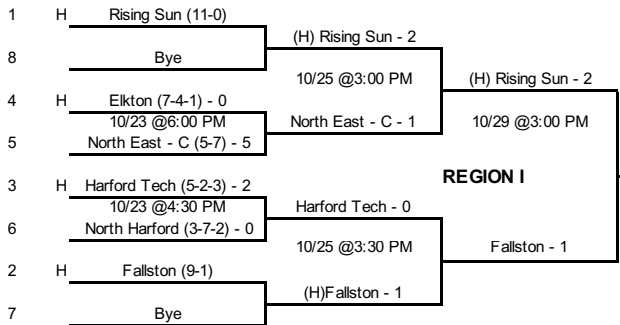 1 H Rising Sun (11-0)
(H) Rising Sun - 2
8 Bye
10/25 @3:00 PM
(H) Rising Sun - 2
4 H Elkton (7-4-1) - 0
10/23 @6:00 PM
North East - C - 1
10/29 @3:00 PM
5 North East - C (5-7) - 5
REGION I
3 H Harford Tech (5-2-3) - 2
10/23 @4:30 PM
Harford Tech - 0
6 North Harford (3-7-2) - 0
10/25 @3:30 PM
Fallston - 1
2 H Fallston (9-1)
(H)Fallston - 1
7 Bye